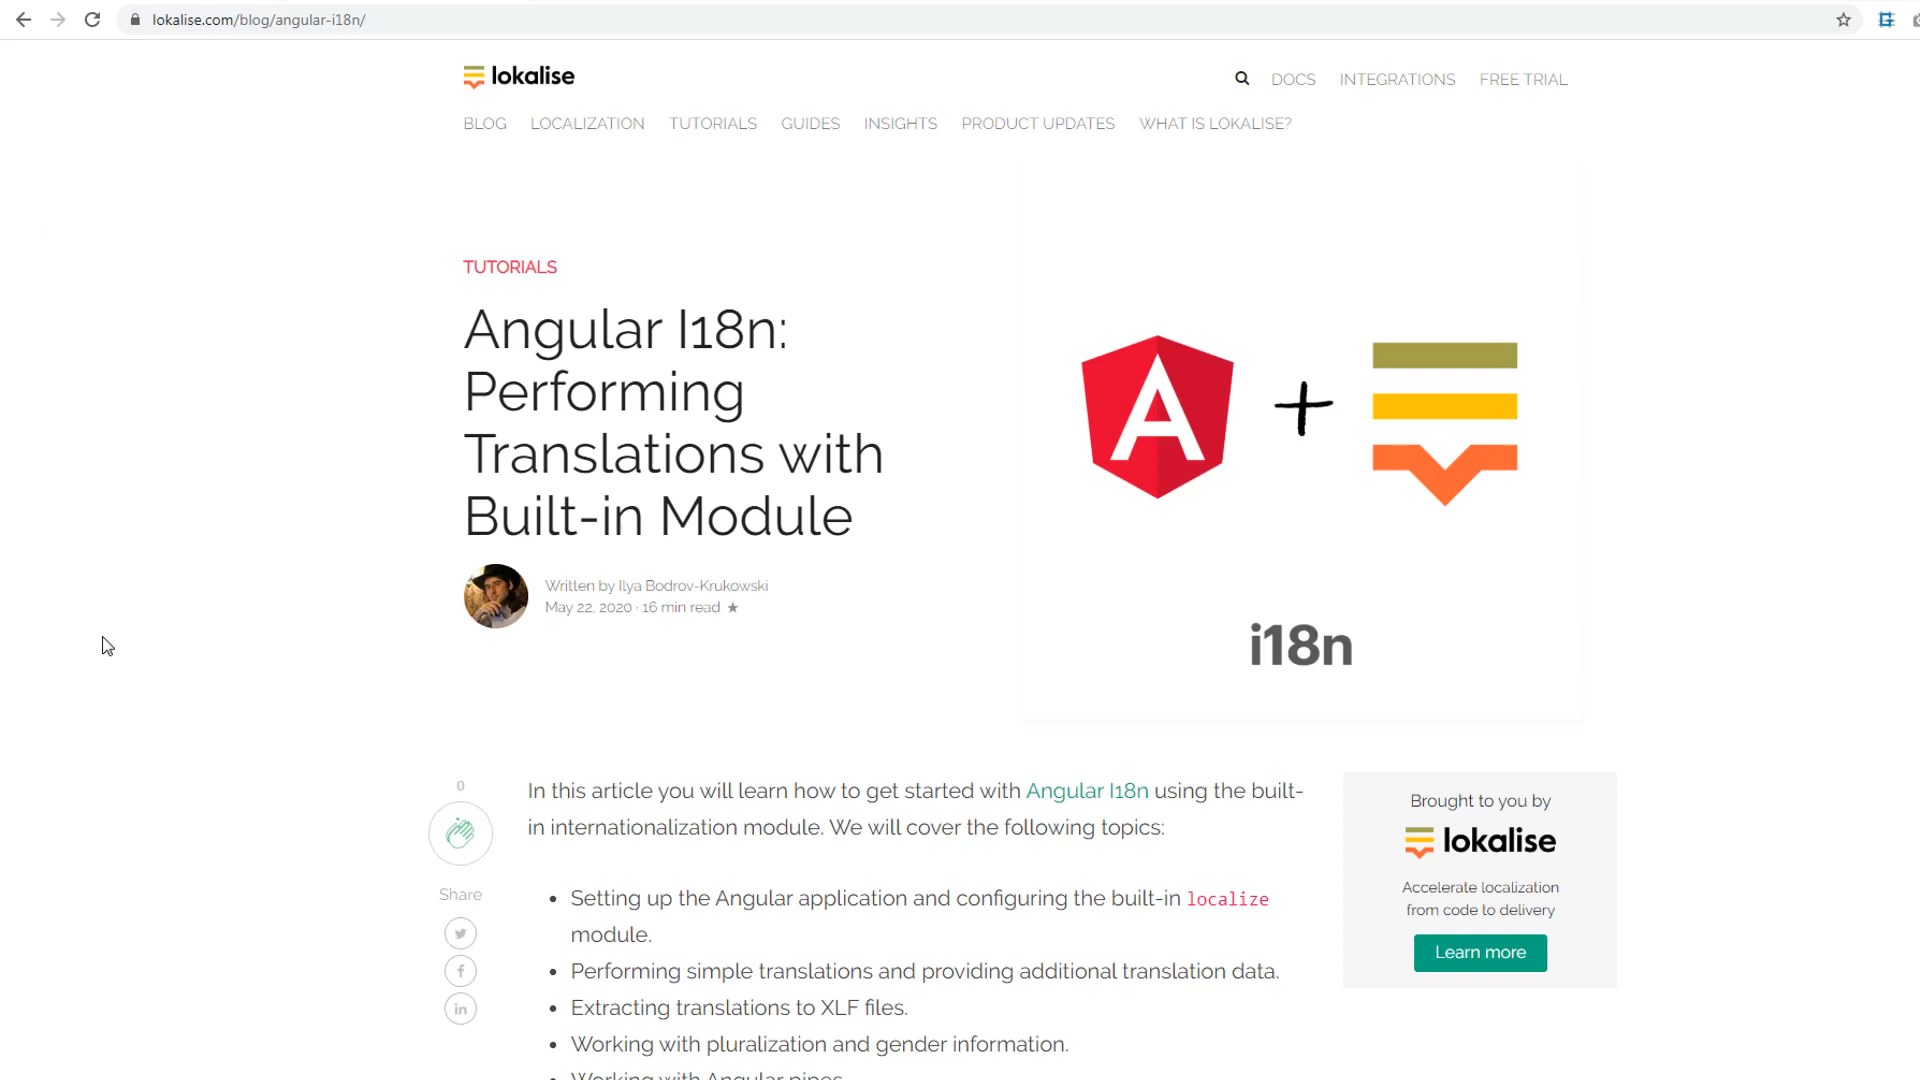 lokalise.com/blog/angular-i18n/
lokalise
DOCS INTEGRATIONS FREE TRIAL
BLOG LOCALIZATION TUTORIALS GUIDES INSIGHTS PRODUCT UPDATES WHAT IS LOKALISE?
TUTORIALS
Angular I18n:
Performing
Translations with
Built-in Module
Written by Ilya Bodrov-Krukowski
May 22, 2020 · 16 min read ★
A + 
i18n
0
Share
In this article you will learn how to get started with Angular I18n using the built-
in internationalization module. We will cover the following topics:
• Setting up the Angular application and configuring the built-in localize
module.
• Performing simple translations and providing additional translation data.
• Extracting translations to XLF files.
• Working with pluralization and gender information.
• Working with Angular pipes.
Brought to you by
lokalise
Accelerate localization
from code to delivery
Learn more